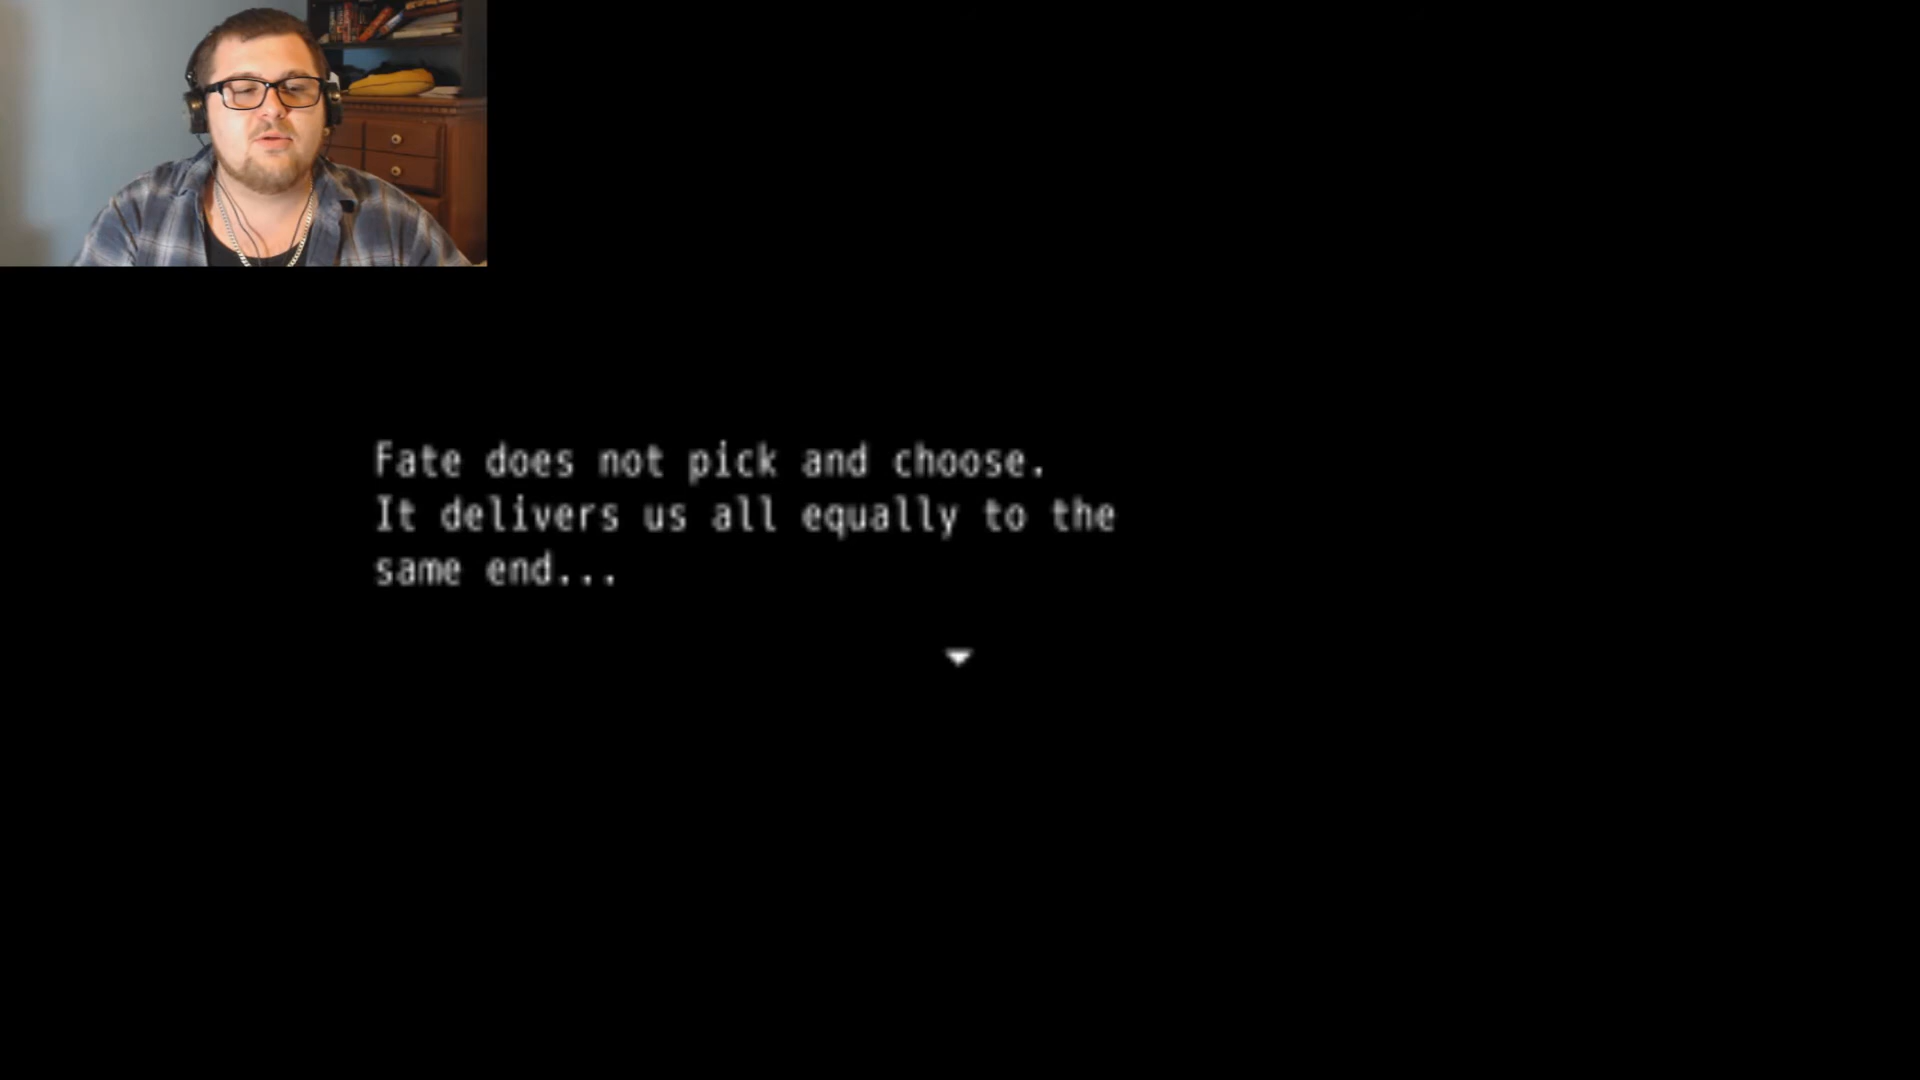 Fate does not pick and choose.
It delivers us all equally to the
same end...